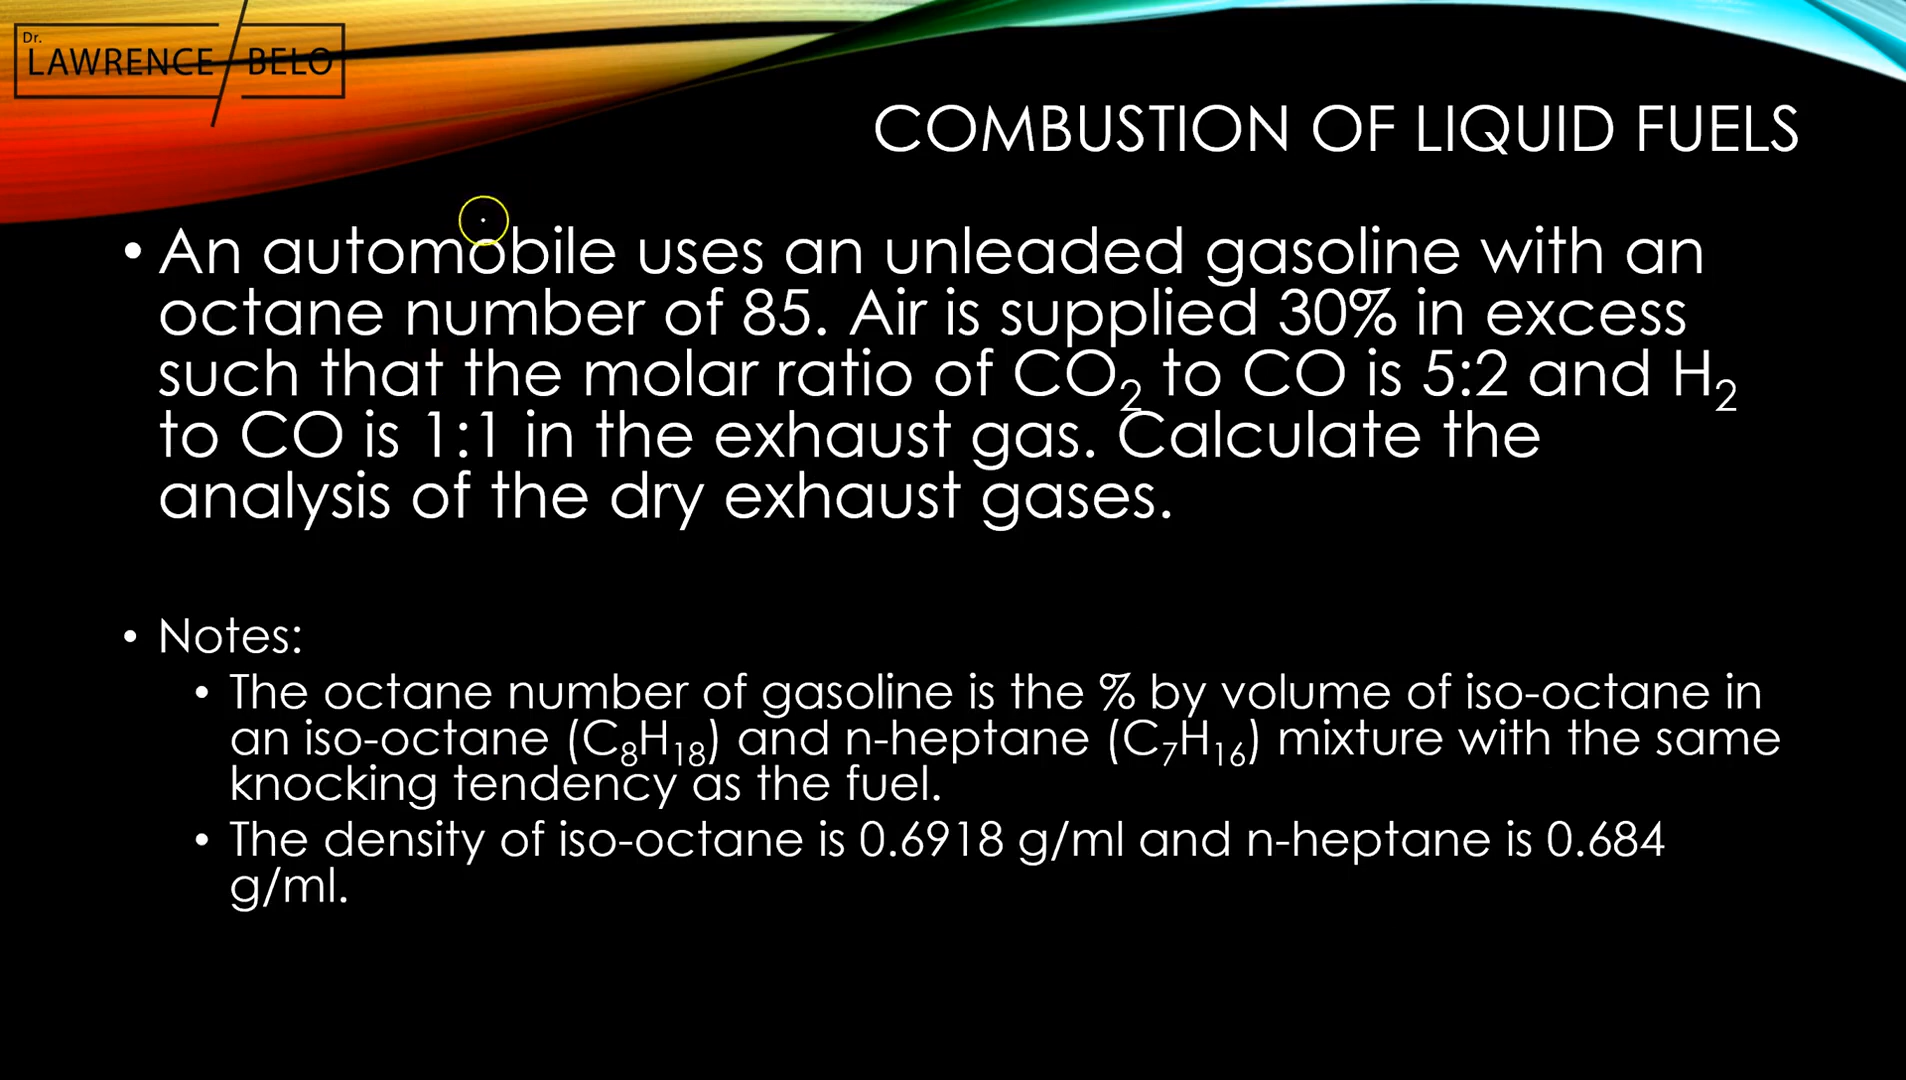 Dr.
LAWRENCE BELO
COMBUSTION OF LIQUID FUELS
• An automobile uses an unleaded gasoline with an
octane number of 85. Air is supplied 30% in excess
such that the molar ratio of CO₂ to CO is 5:2 and H₂
to CO is 1:1 in the exhaust gas. Calculate the
analysis of the dry exhaust gases.
• Notes:
• The octane number of gasoline is the % by volume of iso-octane in
an iso-octane (C₈H₁₈) and n-heptane (C₇H₁₆) mixture with the same
knocking tendency as the fuel.
• The density of iso-octane is 0.6918 g/ml and n-heptane is 0.684
g/ml.